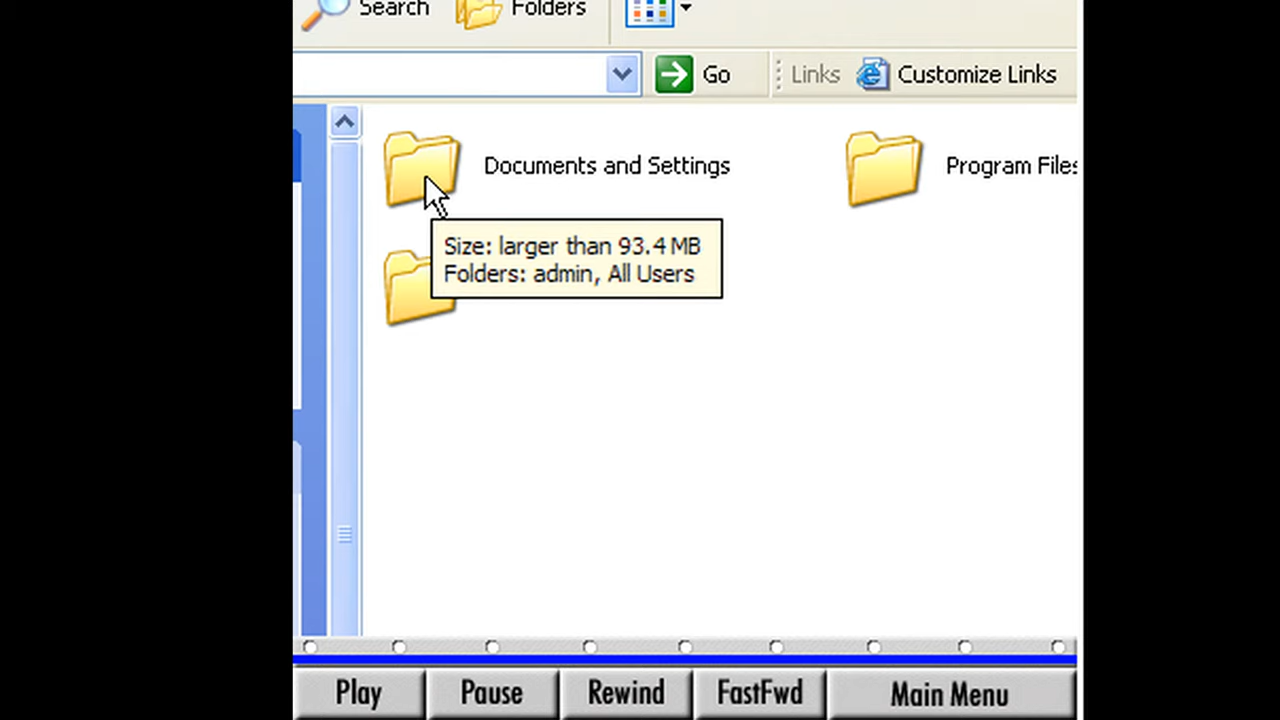 Search Folders
Go Links Customize Links
Documents and Settings
Program Files
Size: larger than 93.4 MB
Folders: admin, All Users
Play Pause Rewind FastFwd Main Menu